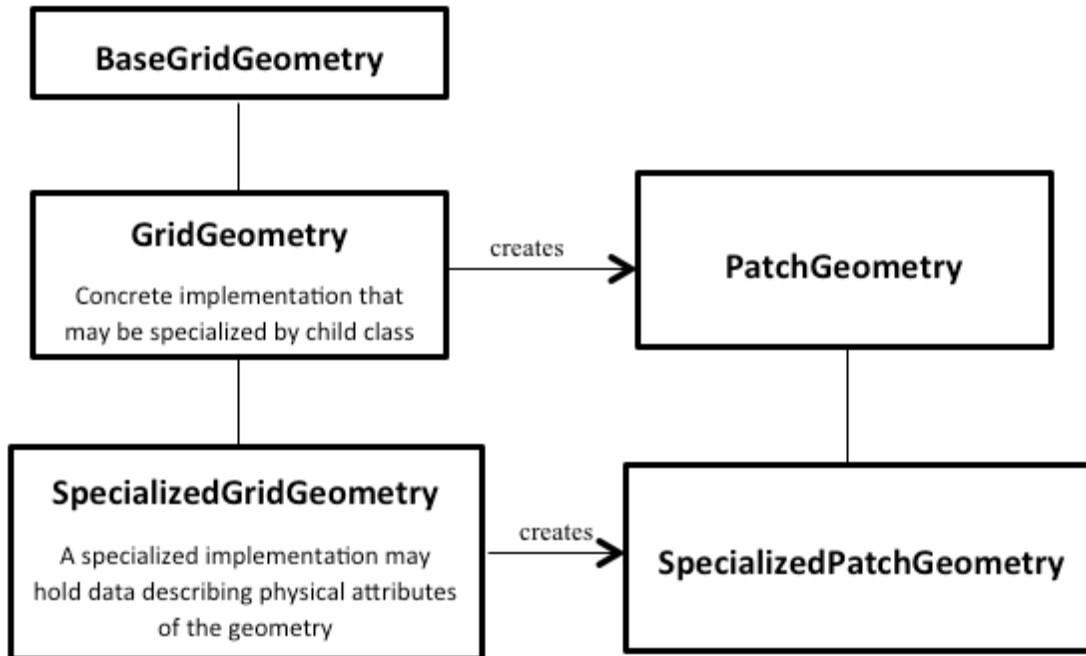 BaseGridGeometry
GridGeometry
Concrete implementation that
may be specialized by child class
creates
PatchGeometry
SpecializedGridGeometry
A specialized implementation may
hold data describing physical attributes
of the geometry
creates
SpecializedPatchGeometry